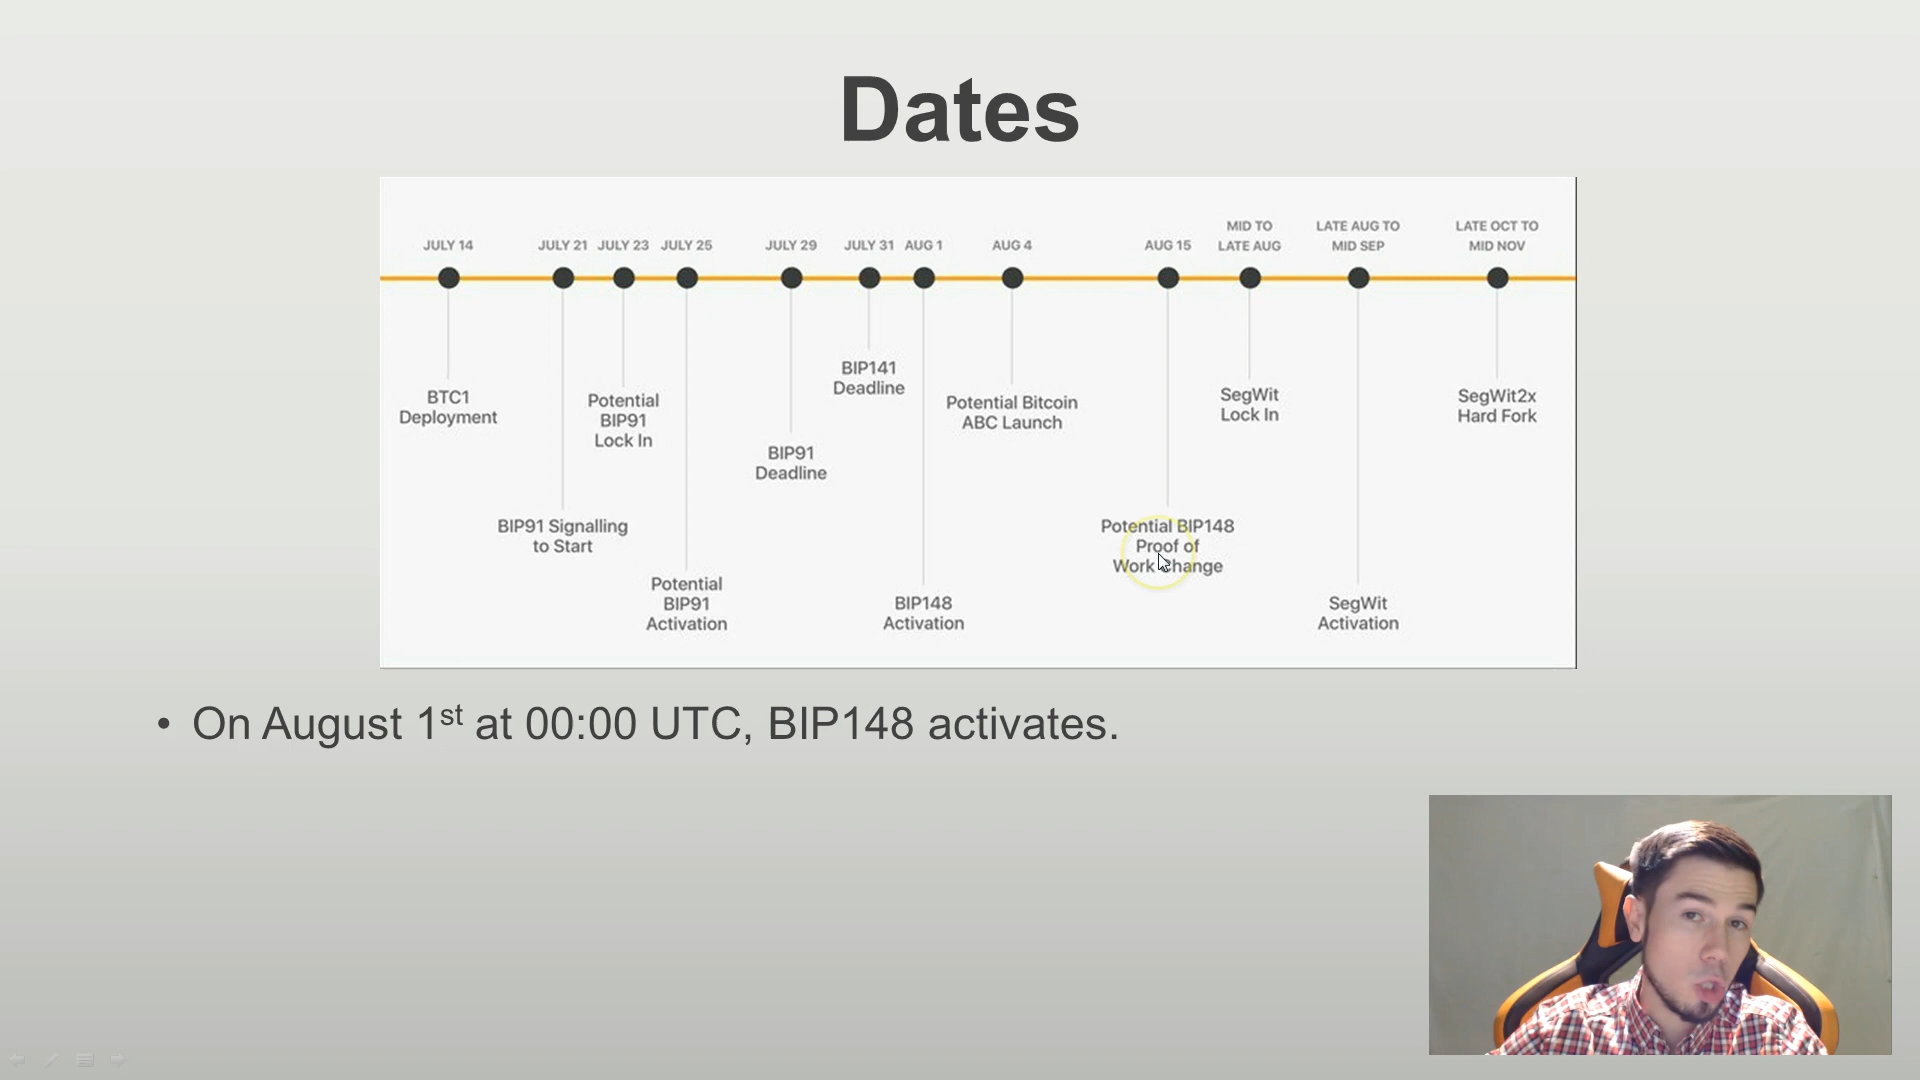 Dates
JULY 14
JULY 21
JULY 23
JULY 25
JULY 29
JULY 31
AUG 1
AUG 4
AUG 15
MID TO
LATE AUG
LATE AUG TO
MID SEP
LATE OCT TO
MID NOV
BTC1
Deployment
BIP91 Signalling
to Start
Potential
BIP91
Lock In
Potential
BIP91
Activation
BIP91
Deadline
BIP141
Deadline
BIP148
Activation
Potential Bitcoin
ABC Launch
Potential BIP148
Proof of
Work Change
SegWit
Lock In
SegWit
Activation
SegWit2x
Hard Fork
• On August 1st at 00:00 UTC, BIP148 activates.